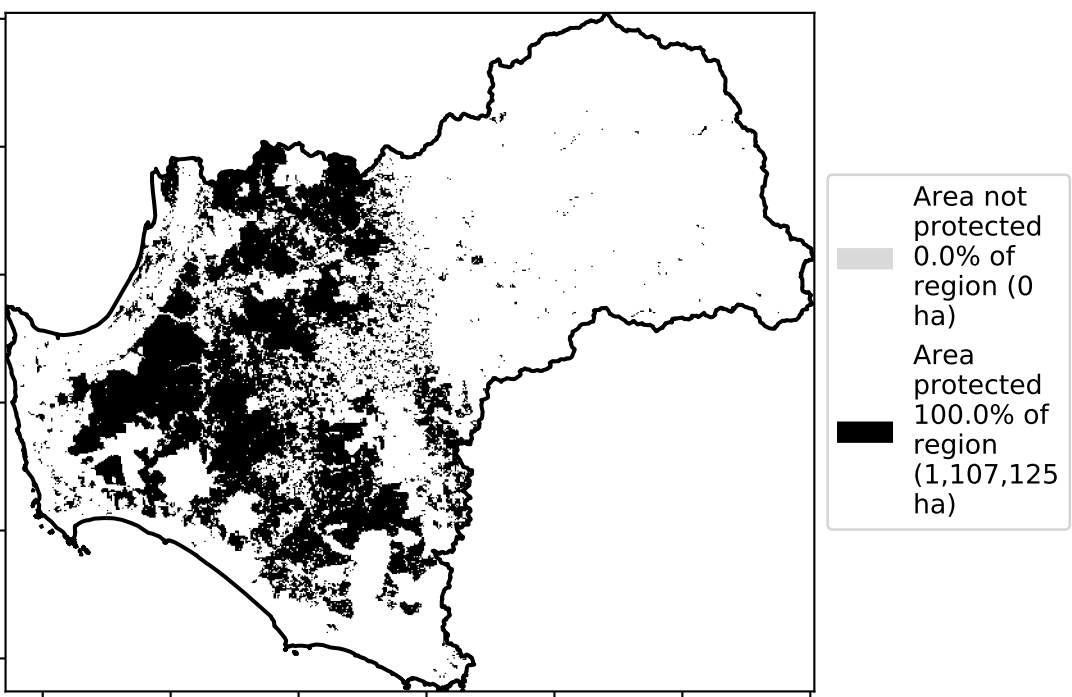 Area not
protected
0.0% of
region (0
ha)
Area
protected
100.0% of
region
(1,107,125
ha)